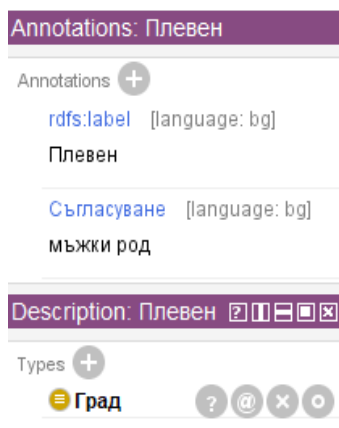 Annotations: Плевен
Annotations
rdfs:label [language: bg]
Плевен
Съгласуване [language: bg]
мъжки род
Description: Плевен
Types
Град